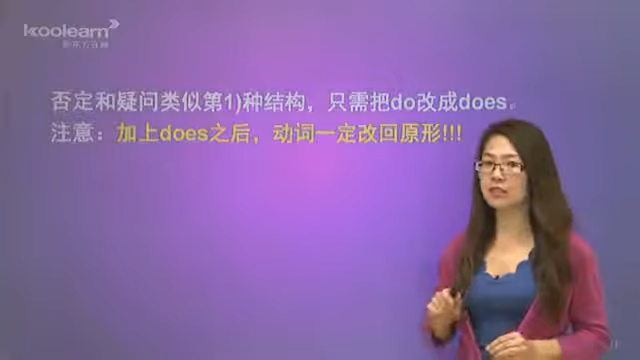 koolearn
新东方在线
否定和疑问类似第1)种结构，只需把do改成does。
注意：加上does之后，动词一定改回原形!!!